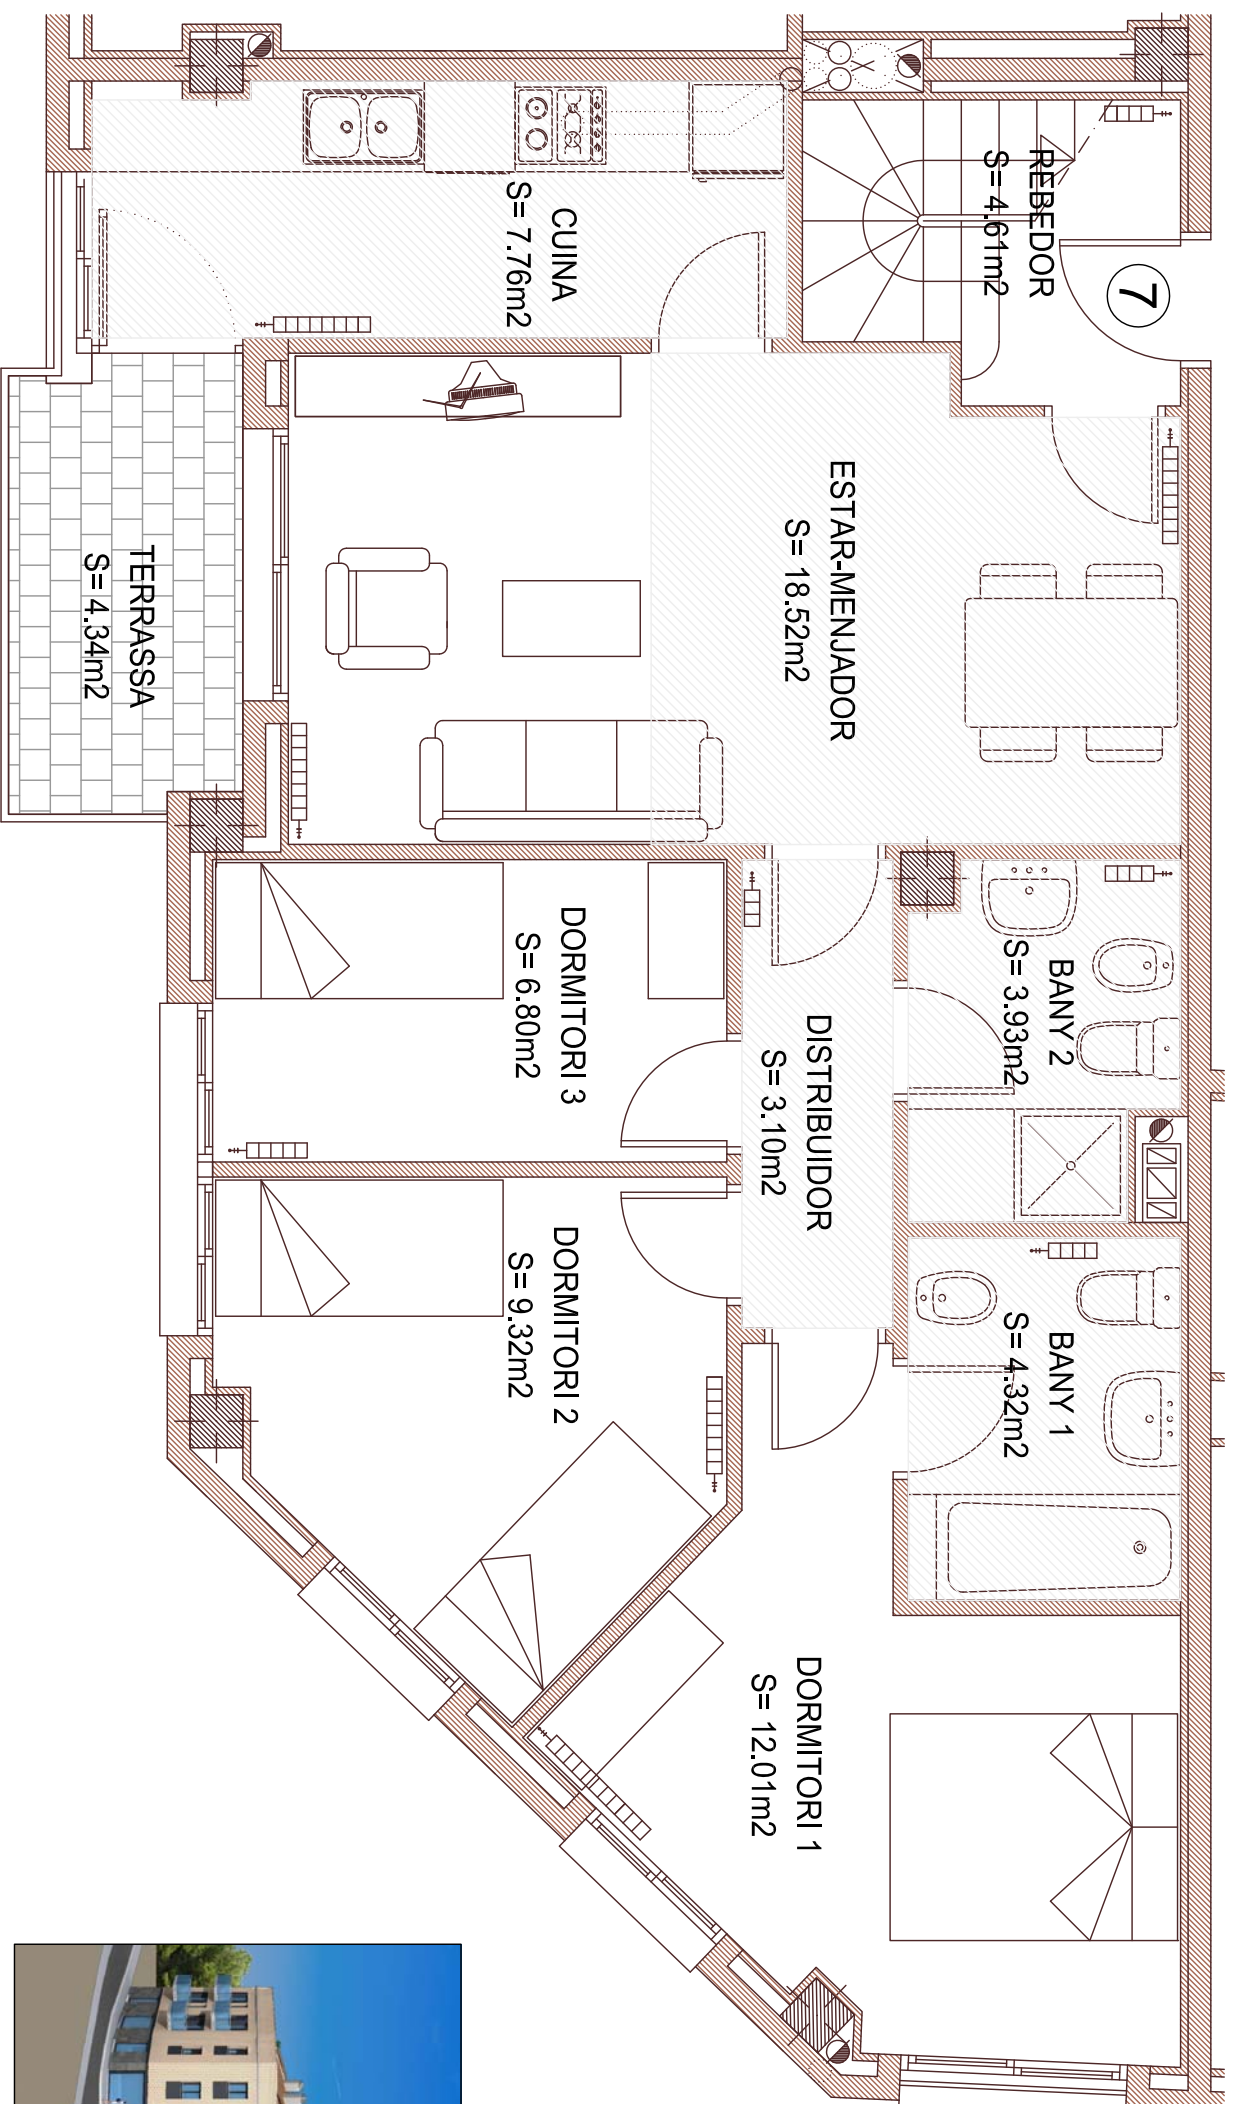 REBEDOR
S= 4.61m2
7
CUINA
S= 7.76m2
ESTAR-MENJADOR
S= 18.52m2
TERRASSA
S= 4.34m2
BANY 2
S= 3.93m2
DISTRIBUIDOR
S= 3.10m2
DORMITORI 3
S= 6.80m2
BANY 1
S= 4.32m2
DORMITORI 2
S= 9.32m2
DORMITORI 1
S= 12.01m2